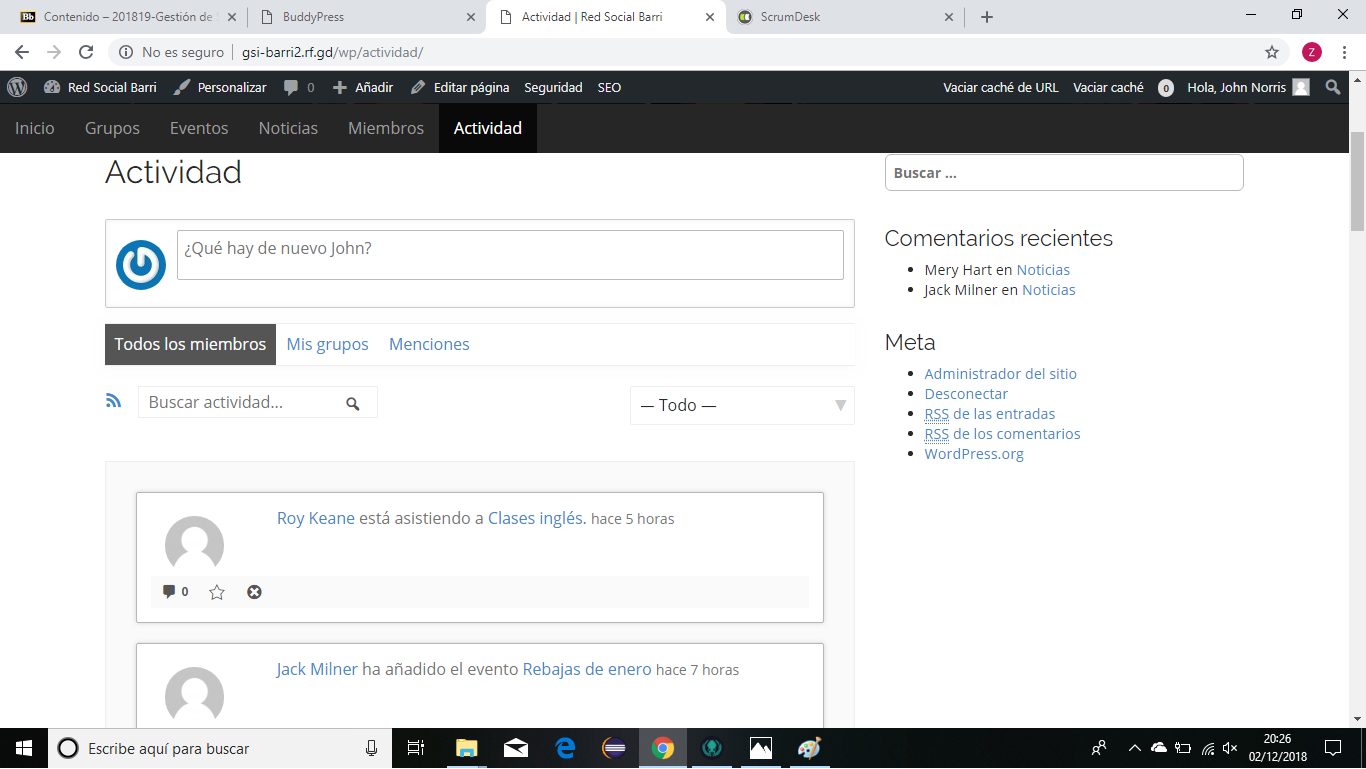 Bb Contenido – 201819-Gestión de S
BuddyPress
Actividad | Red Social Barri
ScrumDesk
No es seguro | gsi-barri2.rf.gd/wp/actividad/
Z
Red Social Barri Personalizar 0 Añadir Editar página Seguridad SEO Vaciar caché de URL Vaciar caché 0 Hola, John Norris
Inicio Grupos Eventos Noticias Miembros Actividad
Actividad
¿Qué hay de nuevo John?
Todos los miembros Mis grupos Menciones
Buscar actividad...
— Todo —
Roy Keane está asistiendo a Clases inglés. hace 5 horas
0
Jack Milner ha añadido el evento Rebajas de enero hace 7 horas
Buscar ...
Comentarios recientes
Mery Hart en Noticias
Jack Milner en Noticias
Meta
Administrador del sitio
Desconectar
RSS de las entradas
RSS de los comentarios
WordPress.org
Escribe aquí para buscar
20:26
02/12/2018